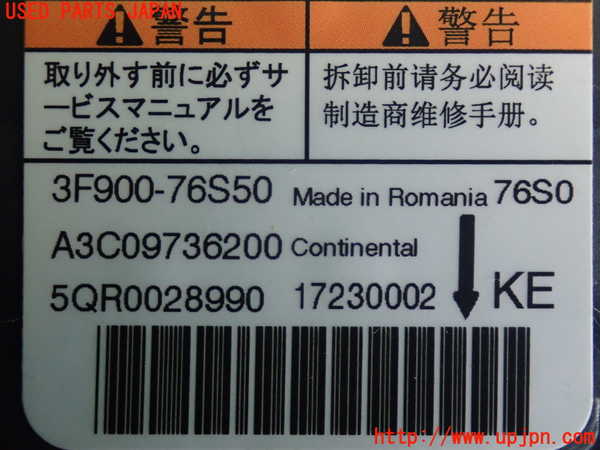 USED PARTS JAPAN
警告
警告
取り外す前に必ずサ
ービスマニュアルを
ご覧ください。
拆卸前请务必阅读
制造商维修手册。
3F900-76S50 Made in Romania 76S0
A3C09736200 Continental
5QR0028990 17230002 KE
http://www.upjpn.com